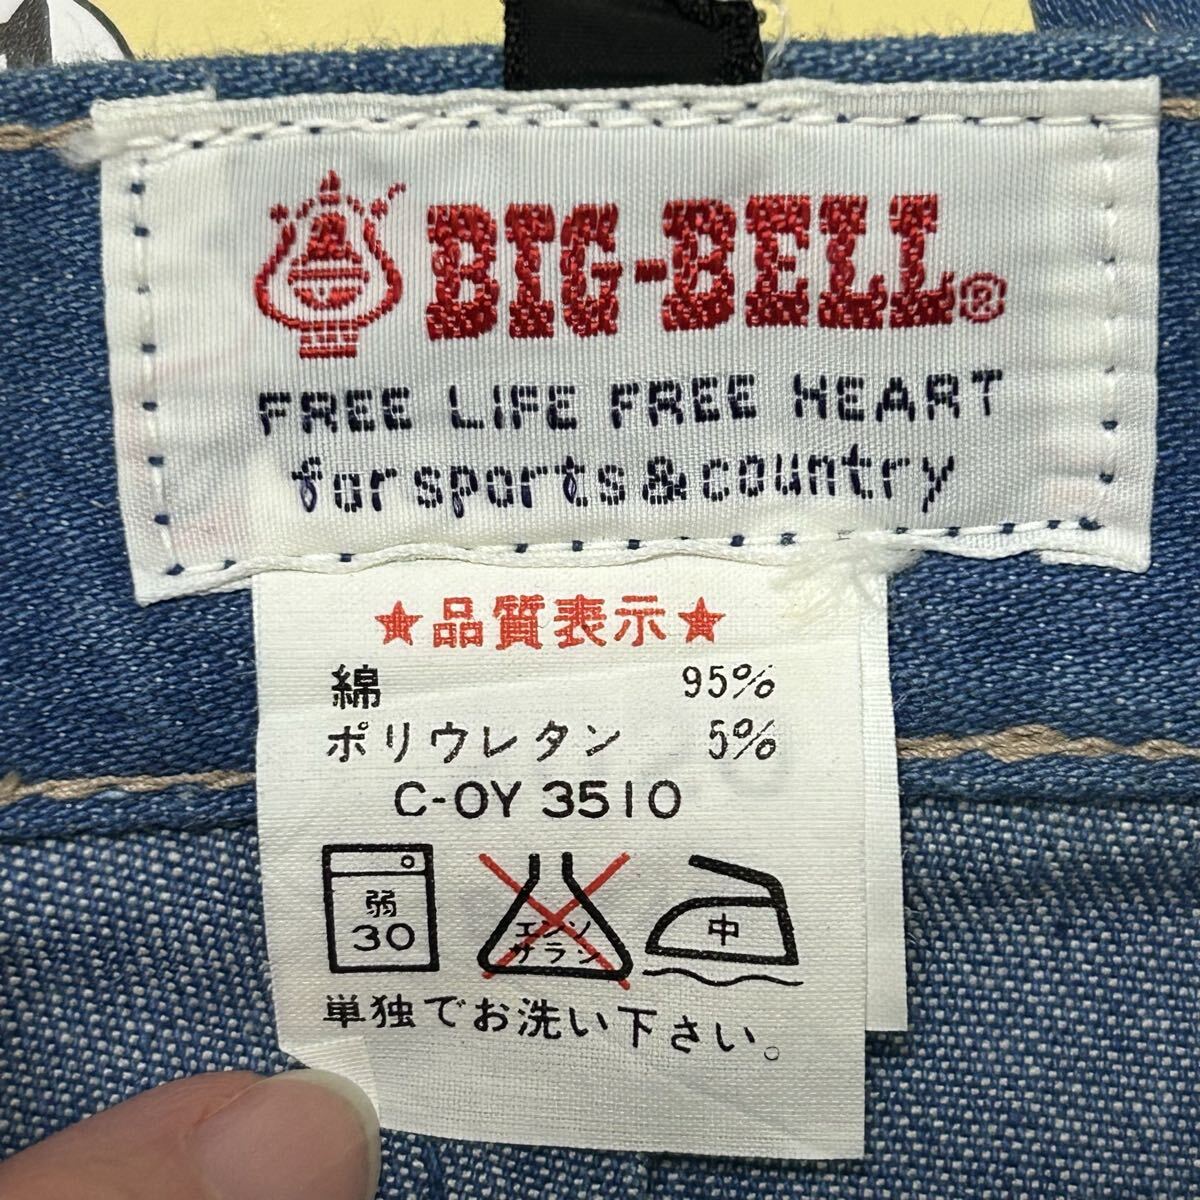 BIG-BELL®
FREE LIFE FREE HEART
for sports & country
★品質表示★
綿 95%
ポリウレタン 5%
C-OY 3510
弱
30
エンソ
サラシ
中
単独でお洗い下さい。